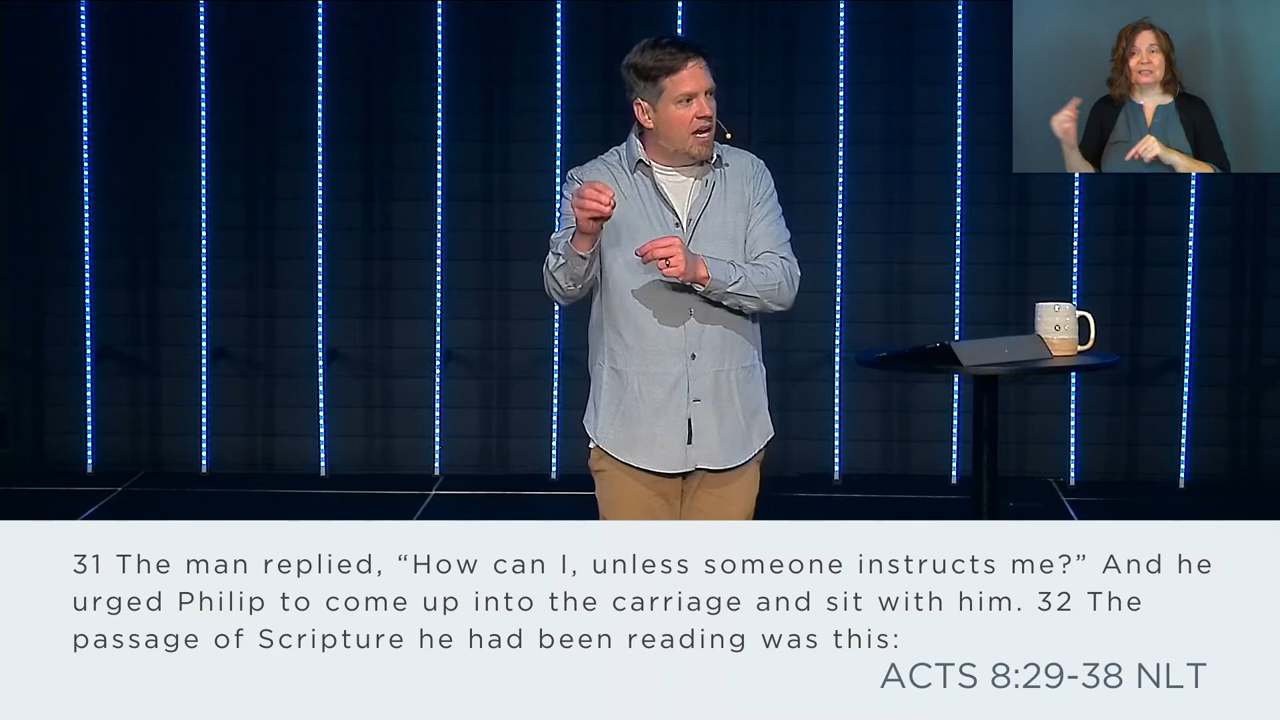 31 The man replied, “How can I, unless someone instructs me?” And he
urged Philip to come up into the carriage and sit with him. 32 The
passage of Scripture he had been reading was this:
ACTS 8:29-38 NLT